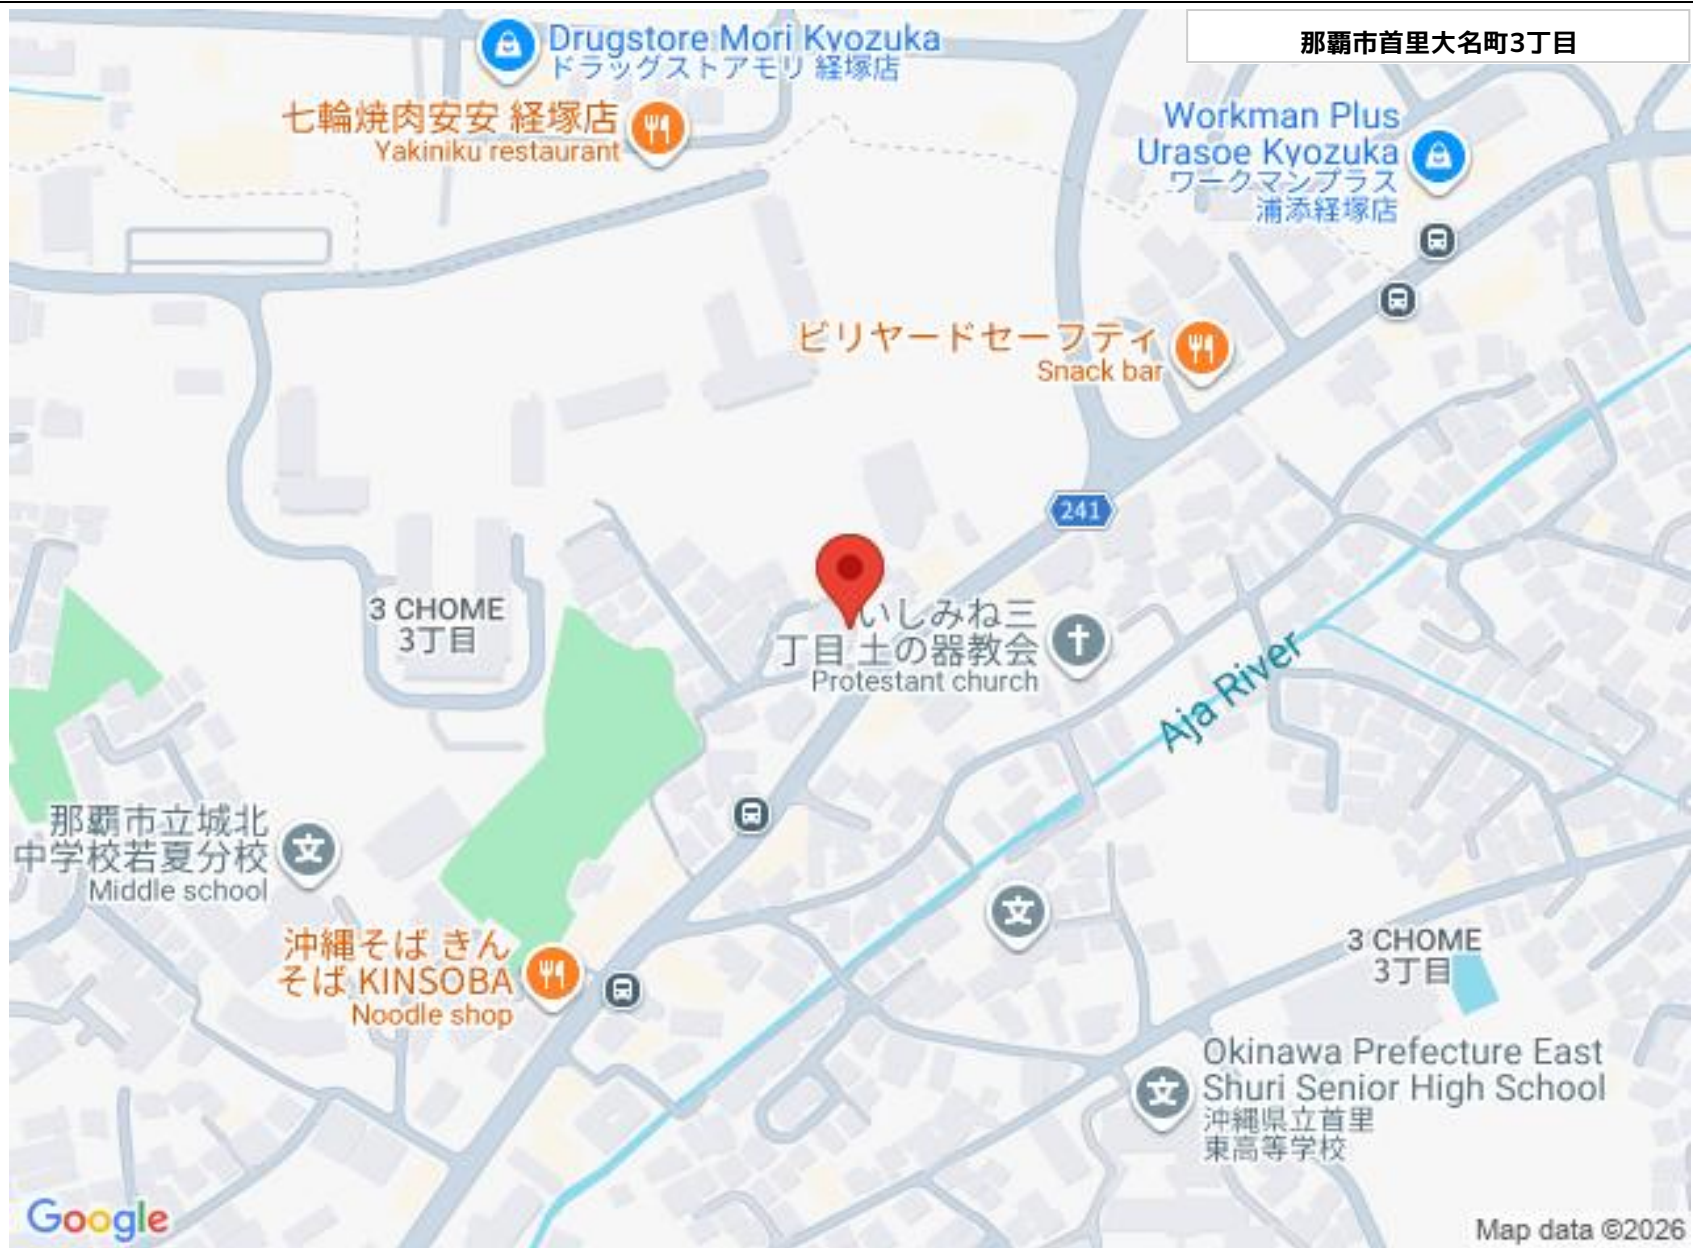 那覇市首里大名町3丁目
Drugstore Mori Kyozuka
ドラッグストアモリ 経塚店
七輪焼肉安安 経塚店
Yakiniku restaurant
Workman Plus
Urasoe Kyozuka
ワークマンプラス
浦添経塚店
ビリヤードセーフティ
Snack bar
241
3 CHOME
3丁目
いしみね三
丁目 土の器教会
Protestant church
Aja River
那覇市立城北
中学校若夏分校
Middle school
文
文
沖縄そば きん
そば KINSOBA
Noodle shop
3 CHOME
3丁目
Okinawa Prefecture East
Shuri Senior High School
沖縄県立首里
東高等学校
文
Google
Map data ©2026